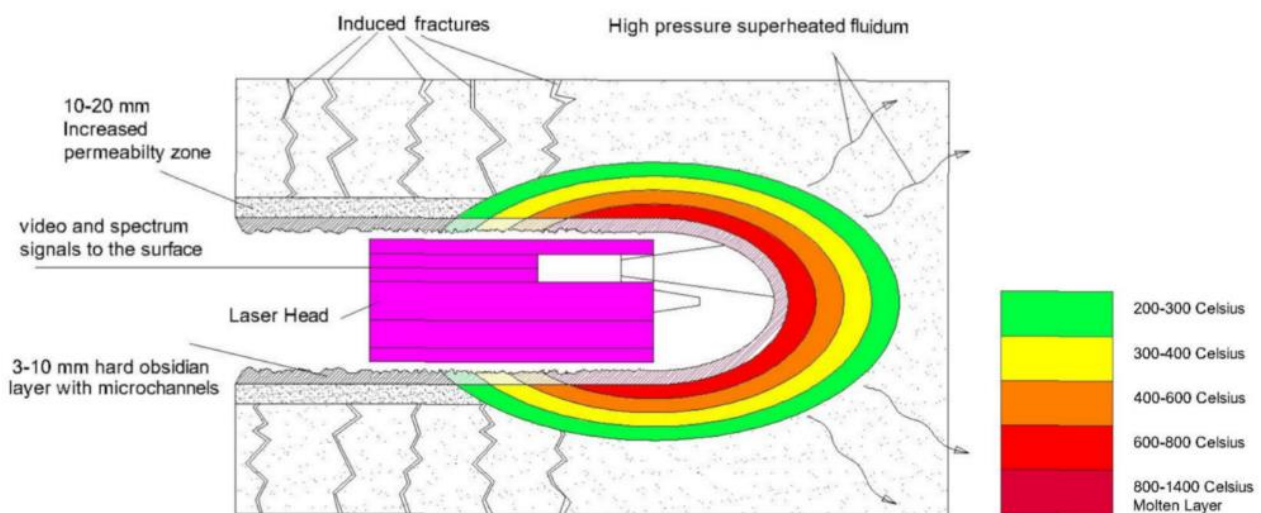 Induced fractures
High pressure superheated fluidum
10-20 mm
Increased
permeabilty zone
video and spectrum
signals to the surface
Laser Head
3-10 mm hard obsidian
layer with microchannels
200-300 Celsius
300-400 Celsius
400-600 Celsius
600-800 Celsius
800-1400 Celsius
Molten Layer